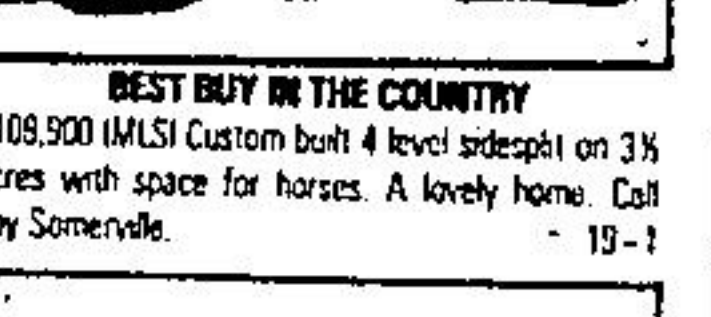 BEST BUY IN THE COUNTRY
109,900 (MLS) Custom built 4 level sidesplit on 3½
cres with space for horses. A lovely home. Call
y Somerville. - 19-1